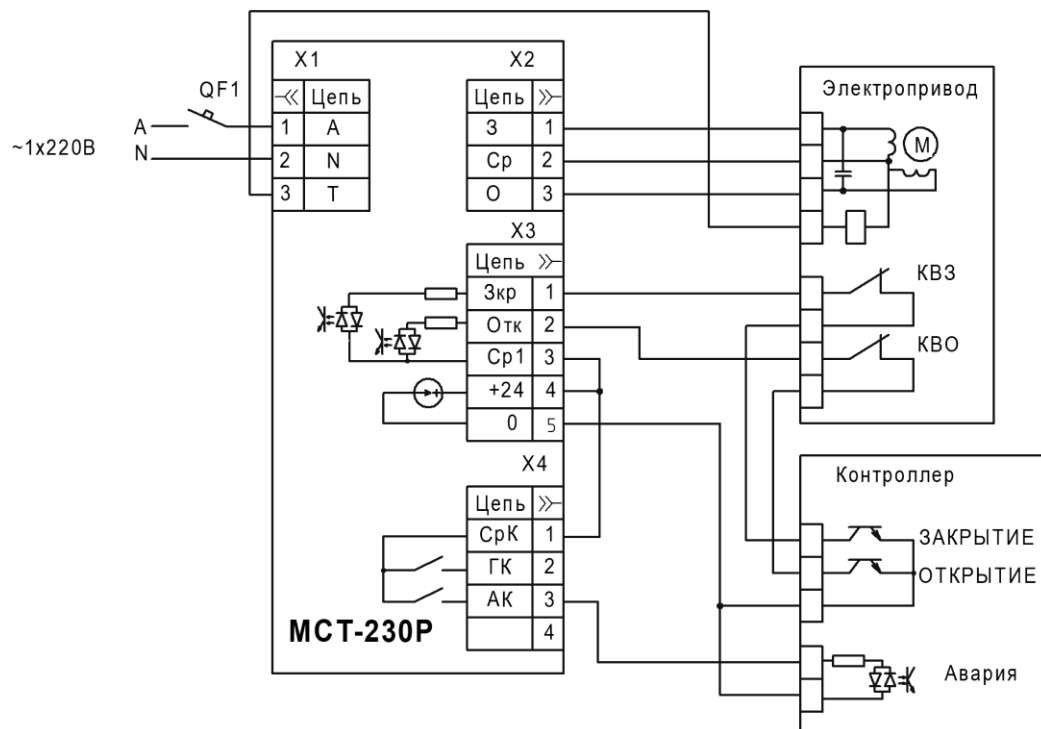 X1
X2
QF1
Цепь
1 A
2 N
3 T
A
N
~1x220В
Цепь
З 1
Ср 2
О 3
X3
Цепь
Зкр 1
Отк 2
Ср1 3
+24 4
0 5
X4
Цепь
СрК 1
ГК 2
АК 3
4
МСТ-230Р
Электропривод
М
КВЗ
КВО
Контроллер
ЗАКРЫТИЕ
ОТКРЫТИЕ
Авария